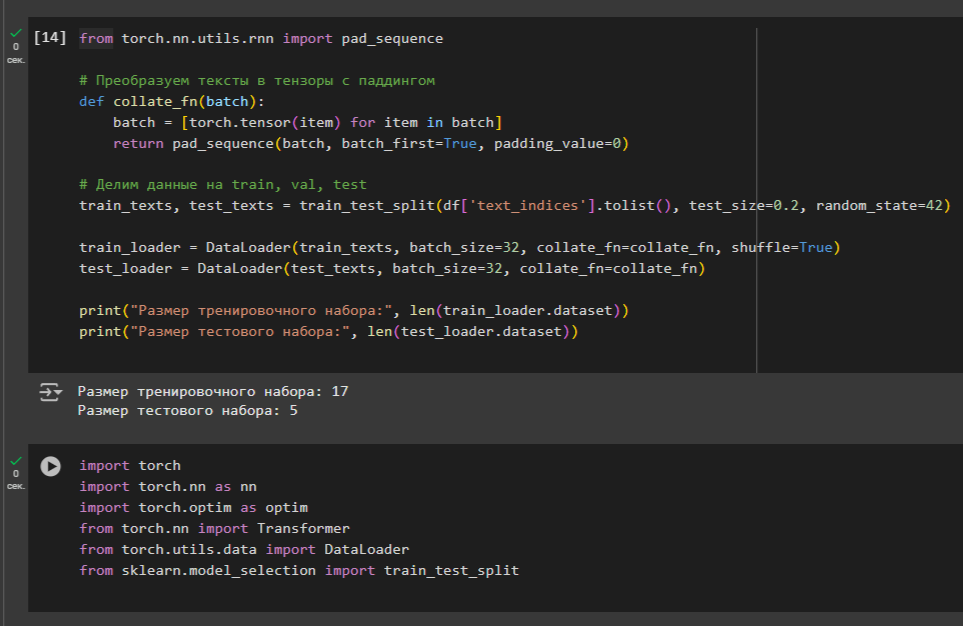 0
сек.
[14] from torch.nn.utils.rnn import pad_sequence
# Преобразуем тексты в тензоры с паддингом
def collate_fn(batch):
    batch = [torch.tensor(item) for item in batch]
    return pad_sequence(batch, batch_first=True, padding_value=0)
# Делим данные на train, val, test
train_texts, test_texts = train_test_split(df['text_indices'].tolist(), test_size=0.2, random_state=42)
train_loader = DataLoader(train_texts, batch_size=32, collate_fn=collate_fn, shuffle=True)
test_loader = DataLoader(test_texts, batch_size=32, collate_fn=collate_fn)
print("Размер тренировочного набора:", len(train_loader.dataset))
print("Размер тестового набора:", len(test_loader.dataset))
Размер тренировочного набора: 17
Размер тестового набора: 5
0
сек.
import torch
import torch.nn as nn
import torch.optim as optim
from torch.nn import Transformer
from torch.utils.data import DataLoader
from sklearn.model_selection import train_test_split